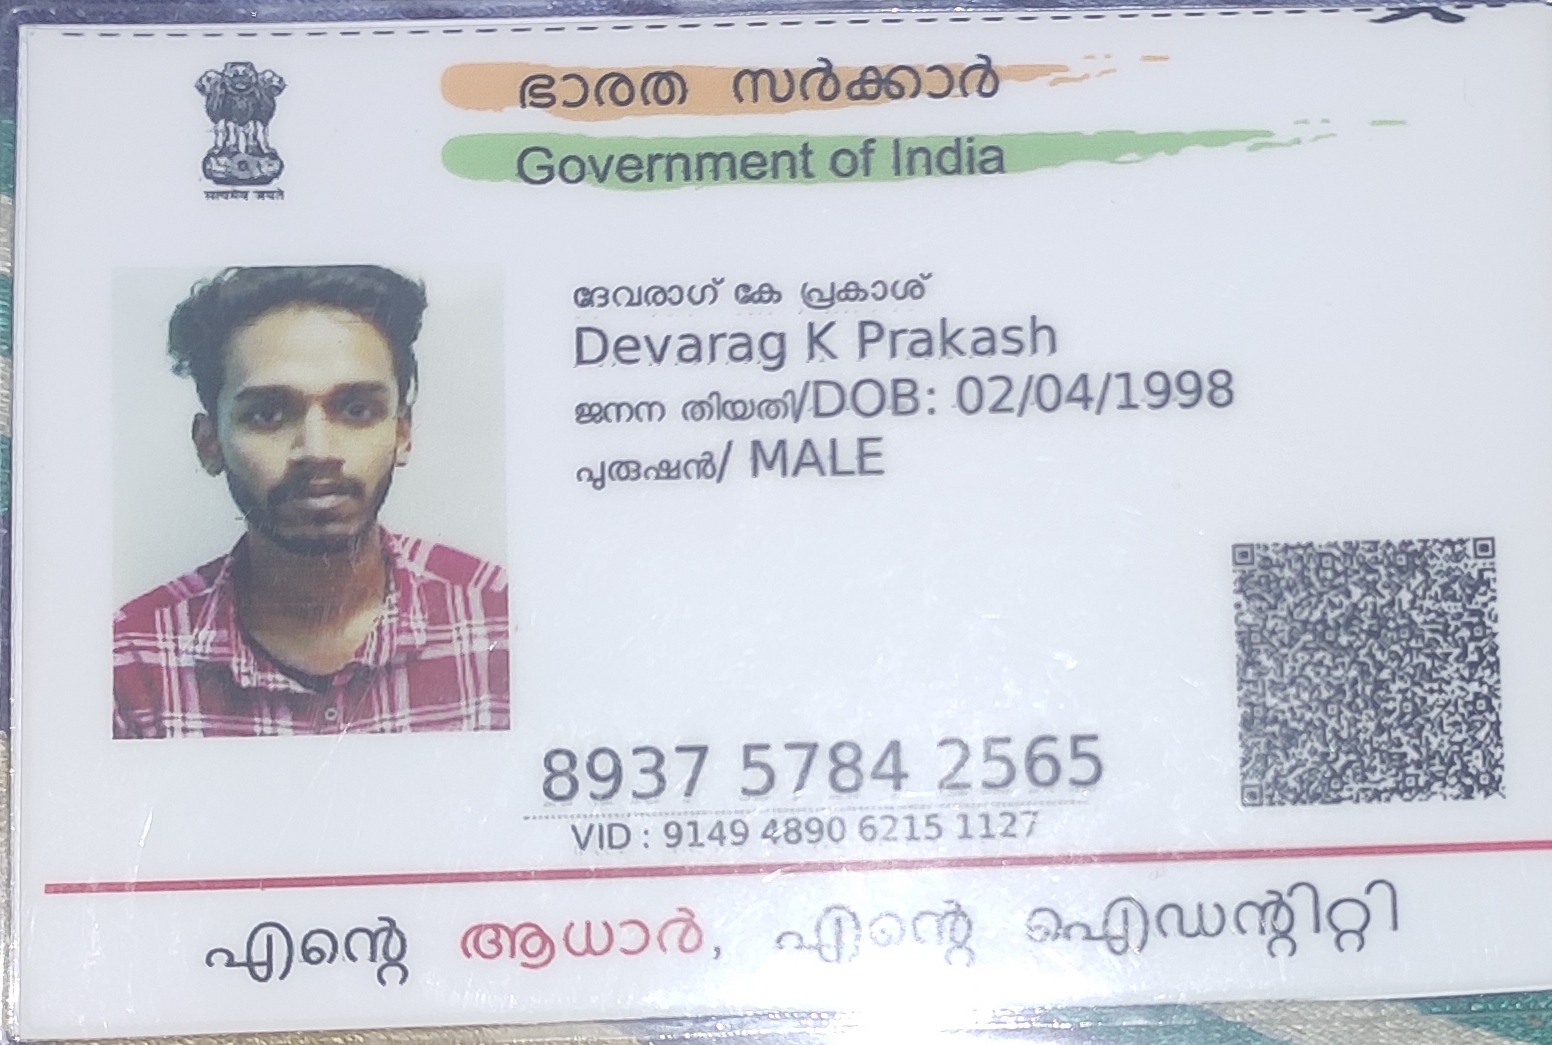 ഭാരത സർക്കാർ
Government of India
सत्यमेव जयते
ദേവരാഗ് കേ പ്രകാശ്
Devarag K Prakash
ജനന തിയതി/DOB: 02/04/1998
പുരുഷൻ/ MALE
8937 5784 2565
VID : 9149 4890 6215 1127
എന്റെ ആധാർ, എന്റെ ഐഡന്റിറ്റി